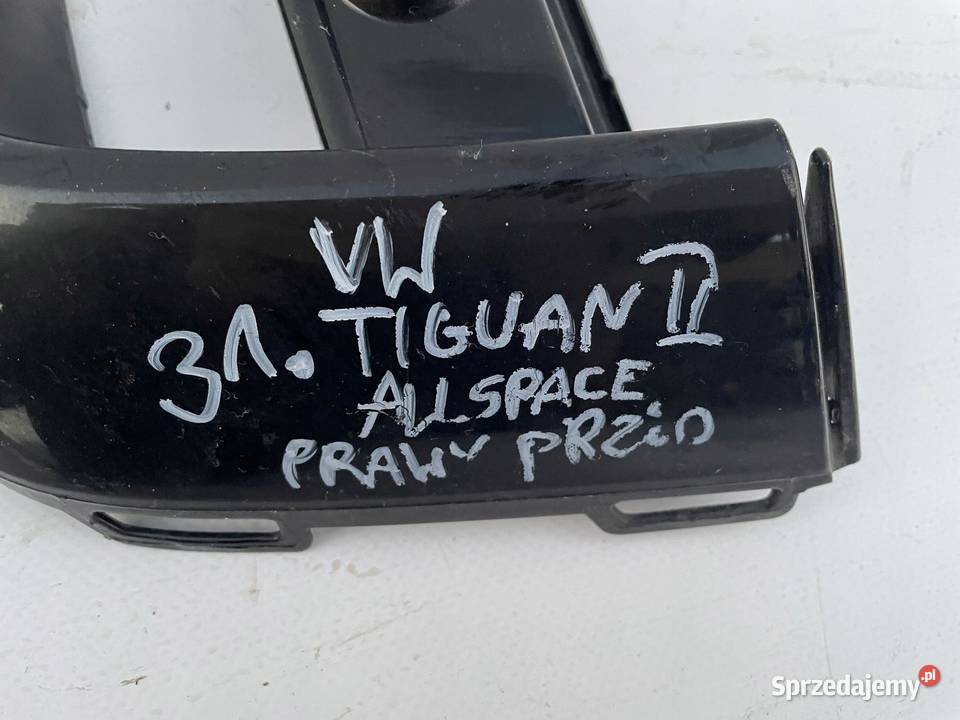 VW
31. TIGUAN II
ALLSPACE
PRAWY PRZÓD
Sprzedajemy.pl